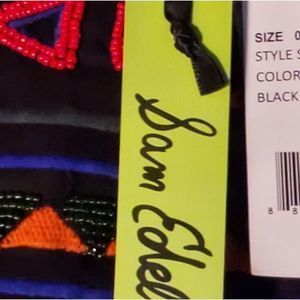 Sam Edel
SIZE 0
STYLE S
COLOR
BLACK
8 8